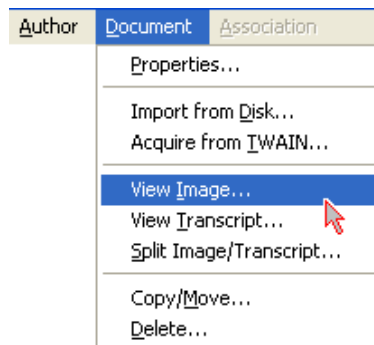 Author Document Association
Properties...
Import from Disk...
Acquire from TWAIN...
View Image...
View Transcript...
Split Image/Transcript...
Copy/Move...
Delete...